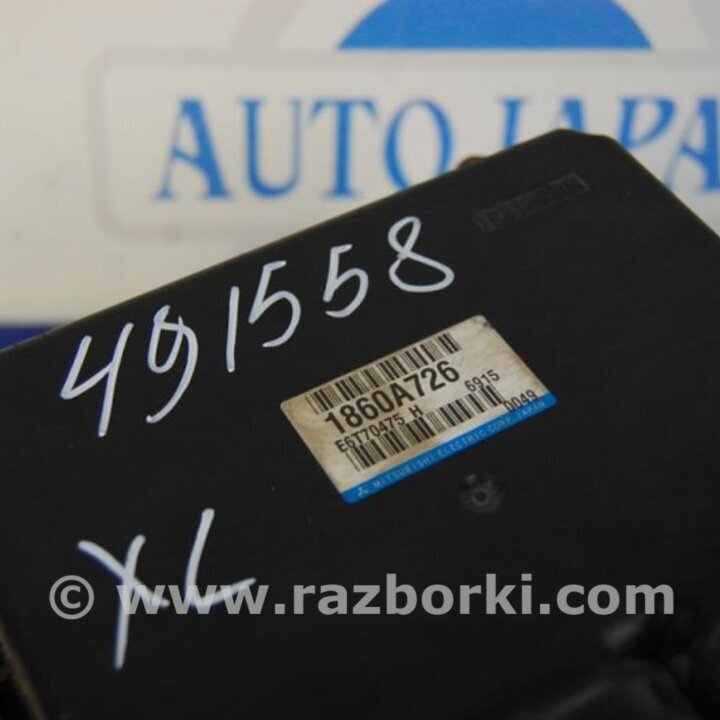 AUTO JAPA
491558
1860A726
E6T70475 H 6915
0049
MITSUBISHI ELECTRIC CORP. JAPAN
XL
© www.razborki.com